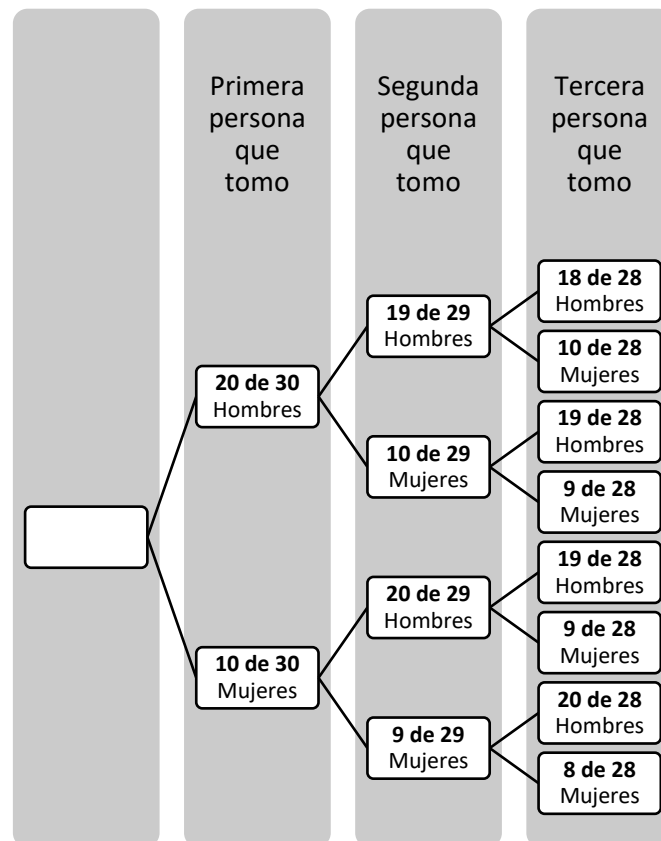 Primera
persona
que
tomo
Segunda
persona
que
tomo
Tercera
persona
que
tomo
20 de 30
Hombres
19 de 29
Hombres
18 de 28
Hombres
10 de 28
Mujeres
10 de 29
Mujeres
19 de 28
Hombres
9 de 28
Mujeres
10 de 30
Mujeres
20 de 29
Hombres
19 de 28
Hombres
9 de 28
Mujeres
9 de 29
Mujeres
20 de 28
Hombres
8 de 28
Mujeres